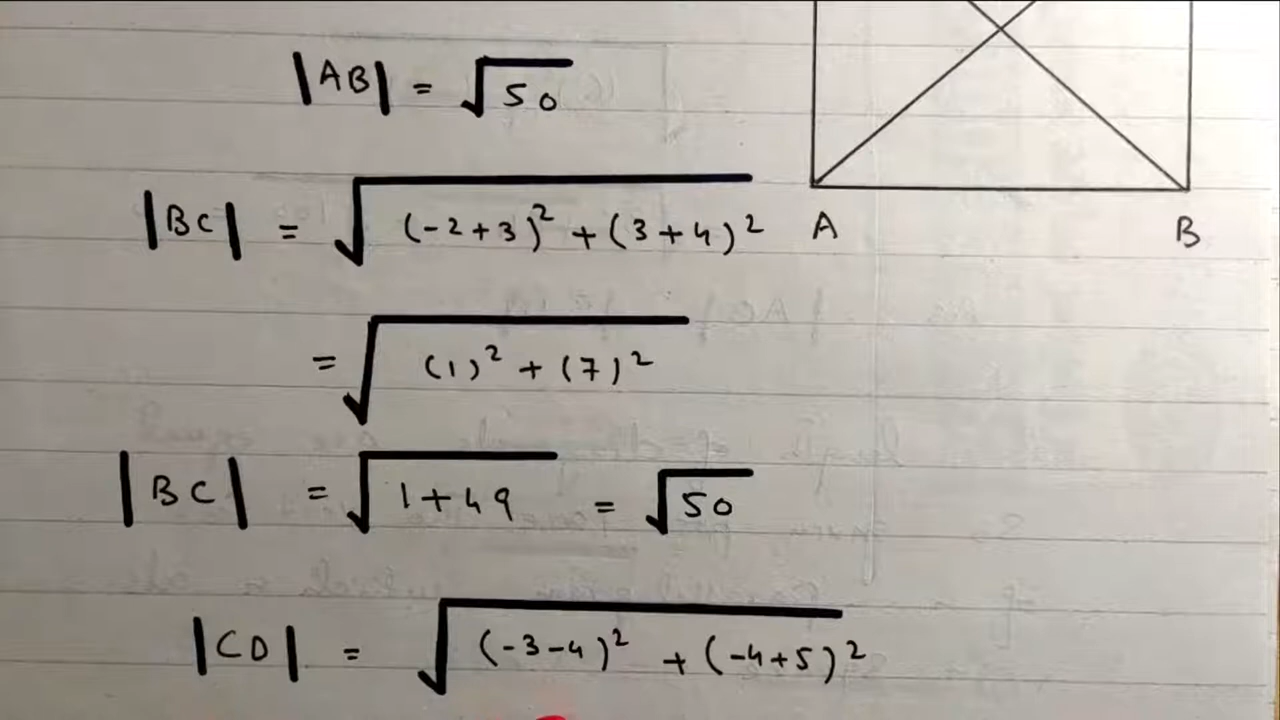 |AB| = √50
|BC| = √(-2+3)² + (3+4)²
A B
= √(1)² + (7)²
|BC| = √1+49 = √50
|CD| = √(-3-4)² + (-4+5)²